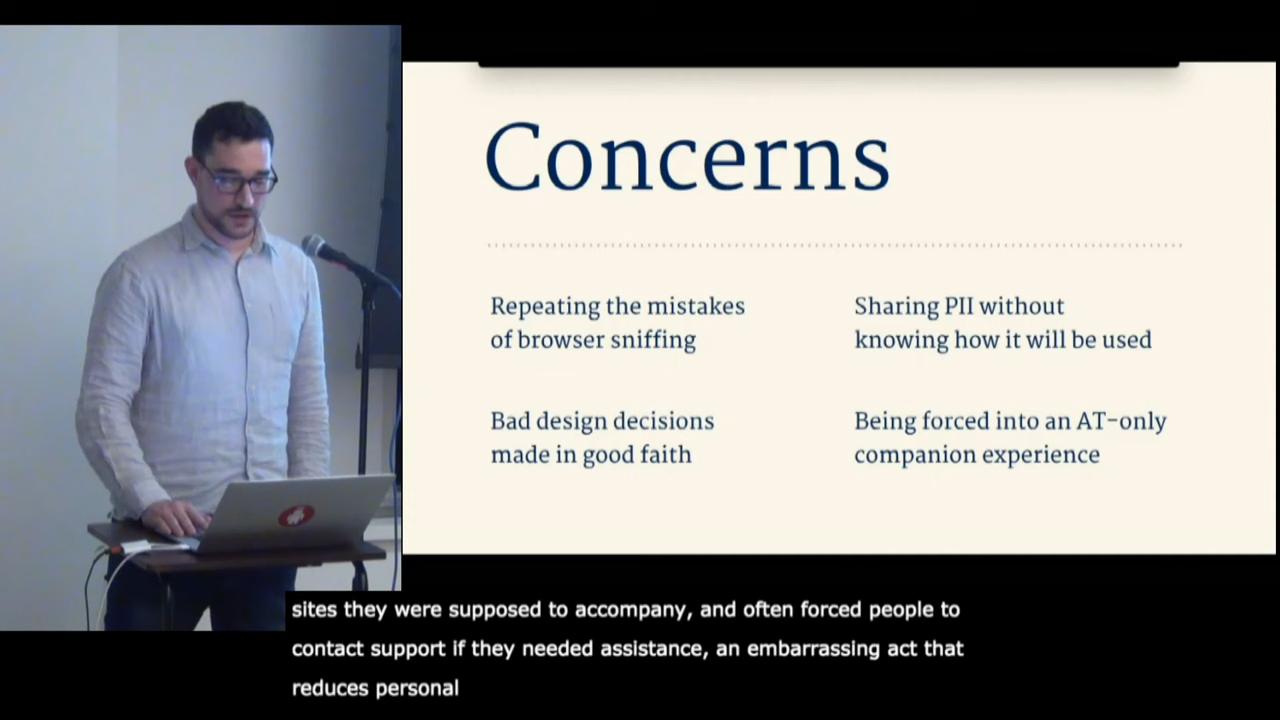 Concerns
Repeating the mistakes
of browser sniffing
Sharing PII without
knowing how it will be used
Bad design decisions
made in good faith
Being forced into an AT-only
companion experience
sites they were supposed to accompany, and often forced people to
contact support if they needed assistance, an embarrassing act that
reduces personal